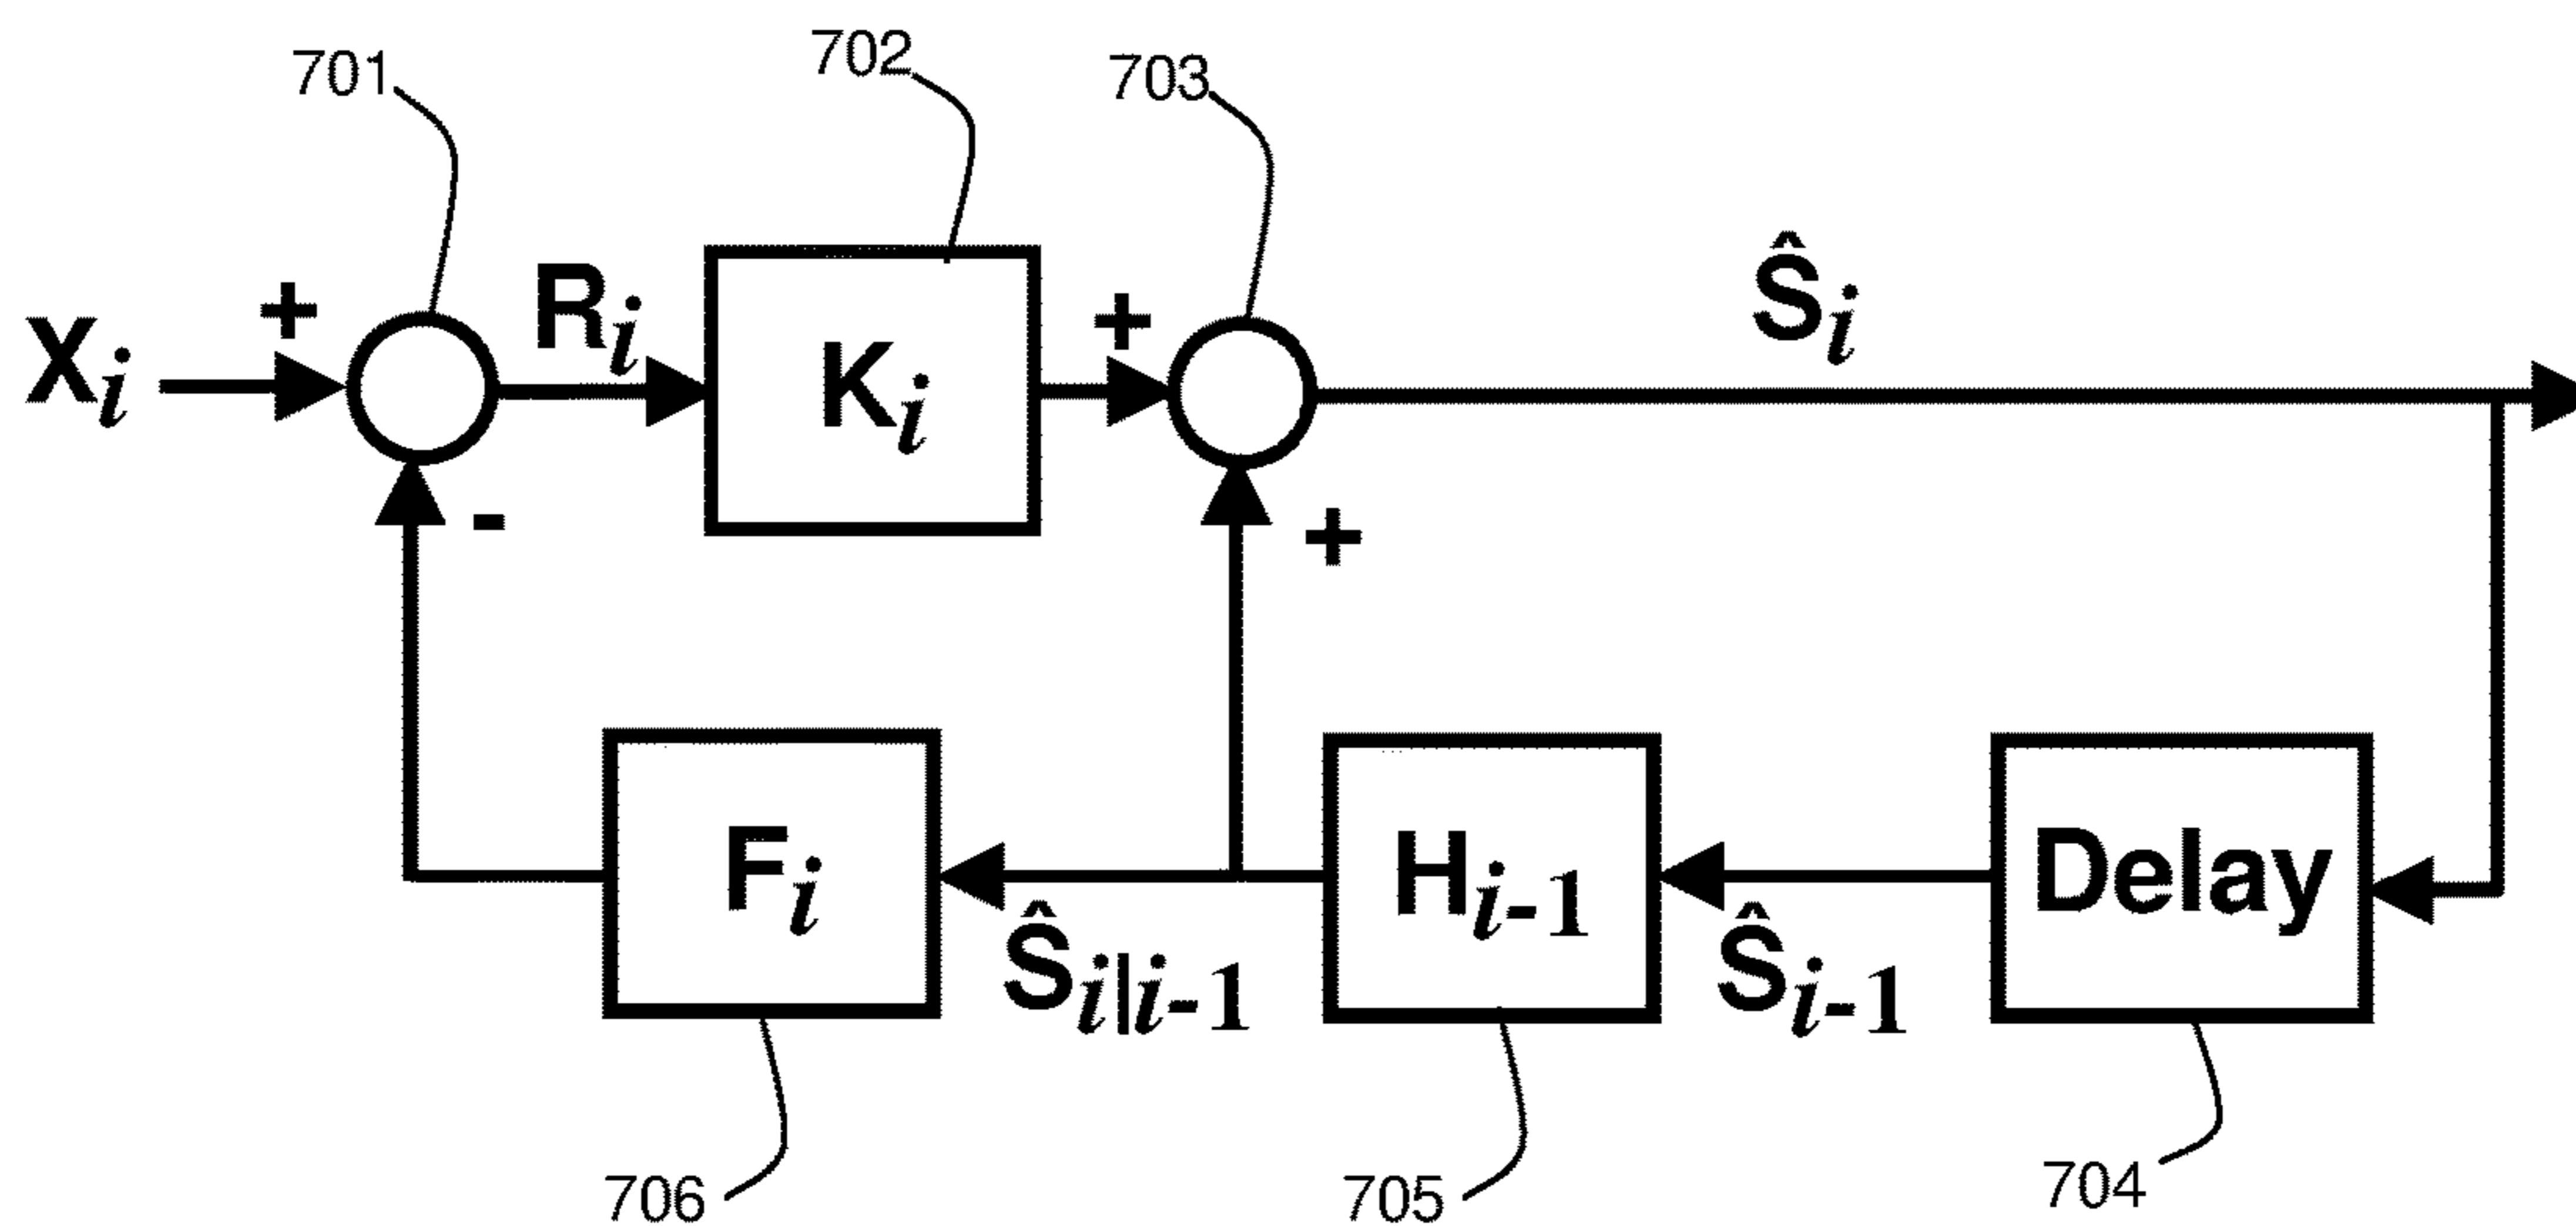 701
702
703
+
-
X_i
R_i
K_i
+
+
Ŝ_i
F_i
Ŝ_{i|i-1}
H_{i-1}
Ŝ_{i-1}
Delay
706
705
704